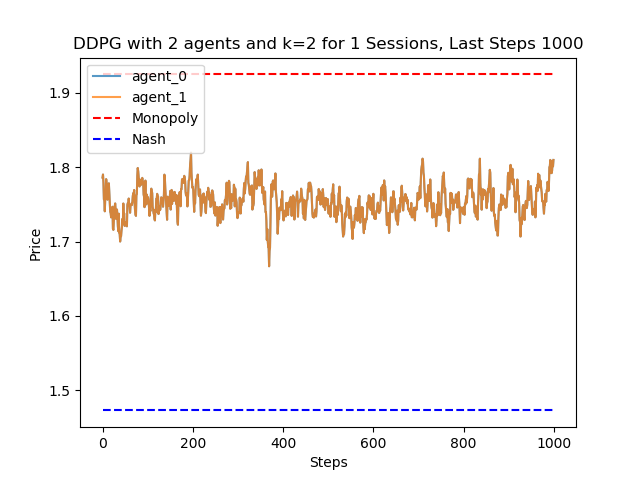 DDPG with 2 agents and k=2 for 1 Sessions, Last Steps 1000
agent_0
agent_1
Monopoly
Nash
Price
1.9
1.8
1.7
1.6
1.5
0 200 400 600 800 1000
Steps